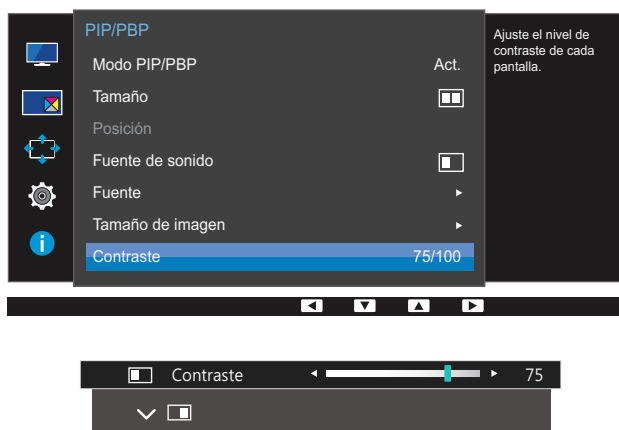 PIP/PBP
Modo PIP/PBP Act.
Tamaño
Posición
Fuente de sonido
Fuente
Tamaño de imagen
Contraste 75/100
Ajuste el nivel de
contraste de cada
pantalla.
Contraste 75